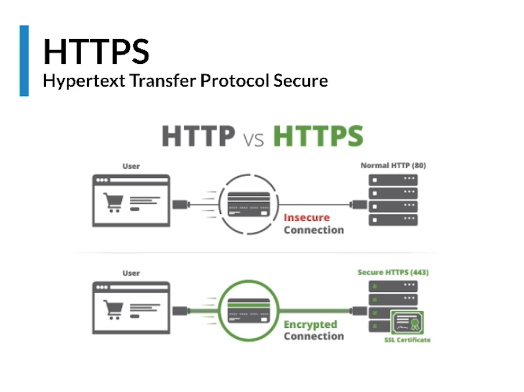 HTTPS
Hypertext Transfer Protocol Secure
HTTP vs HTTPS
User
Normal HTTP (80)
Insecure
Connection
User
Secure HTTPS (443)
Encrypted
Connection
SSL Certificate